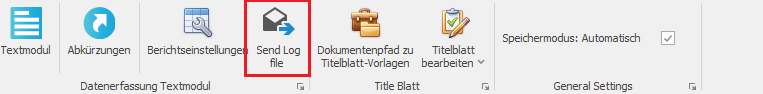 Textmodul
Abkürzungen
Berichtseinstellungen
Send Log
file
Dokumentenpfad zu
Titelblatt-Vorlagen
Titelblatt
bearbeiten
Speichermodus: Automatisch
Datenerfassung Textmodul
Title Blatt
General Settings